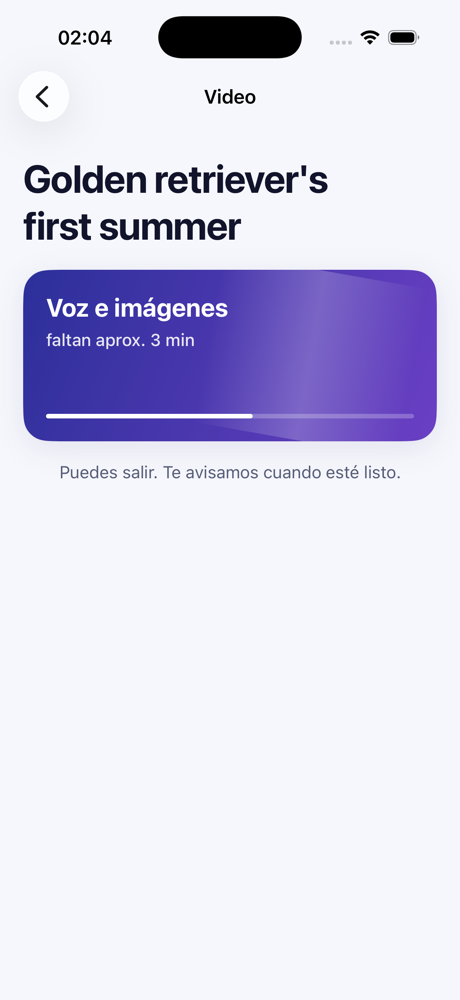 02:04
Video
Golden retriever's
first summer
Voz e imágenes
faltan aprox. 3 min
Puedes salir. Te avisamos cuando esté listo.